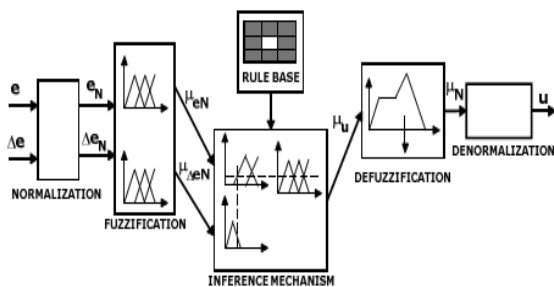 e
Δe
NORMALIZATION
e_N
Δe_N
FUZZIFICATION
μ_eN
μ_ΔeN
RULE BASE
INFERENCE MECHANISM
μ_u
DEFUZZIFICATION
μ_N
DENORMALIZATION
u